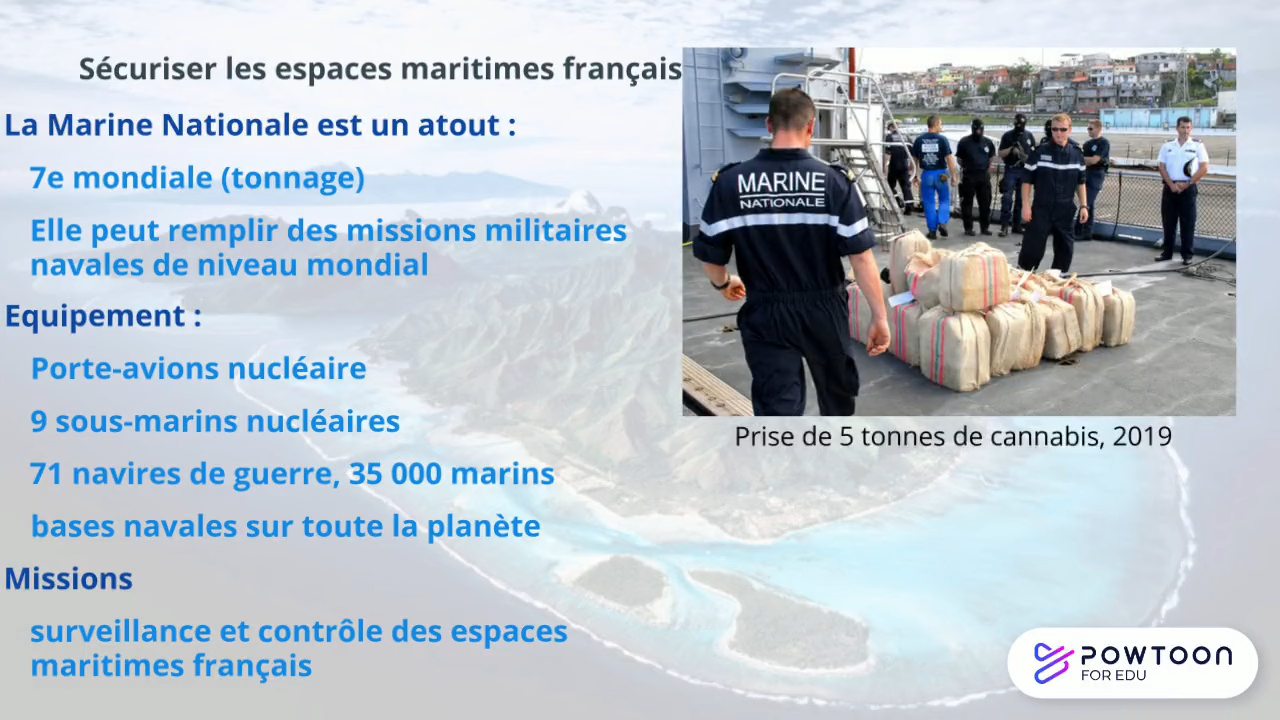 Sécuriser les espaces maritimes français
La Marine Nationale est un atout :
7e mondiale (tonnage)
Elle peut remplir des missions militaires
navales de niveau mondial
Equipement :
Porte-avions nucléaire
9 sous-marins nucléaires
71 navires de guerre, 35 000 marins
bases navales sur toute la planète
Missions
surveillance et contrôle des espaces
maritimes français
MARINE
NATIONALE
Prise de 5 tonnes de cannabis, 2019
POWTOON
FOR EDU